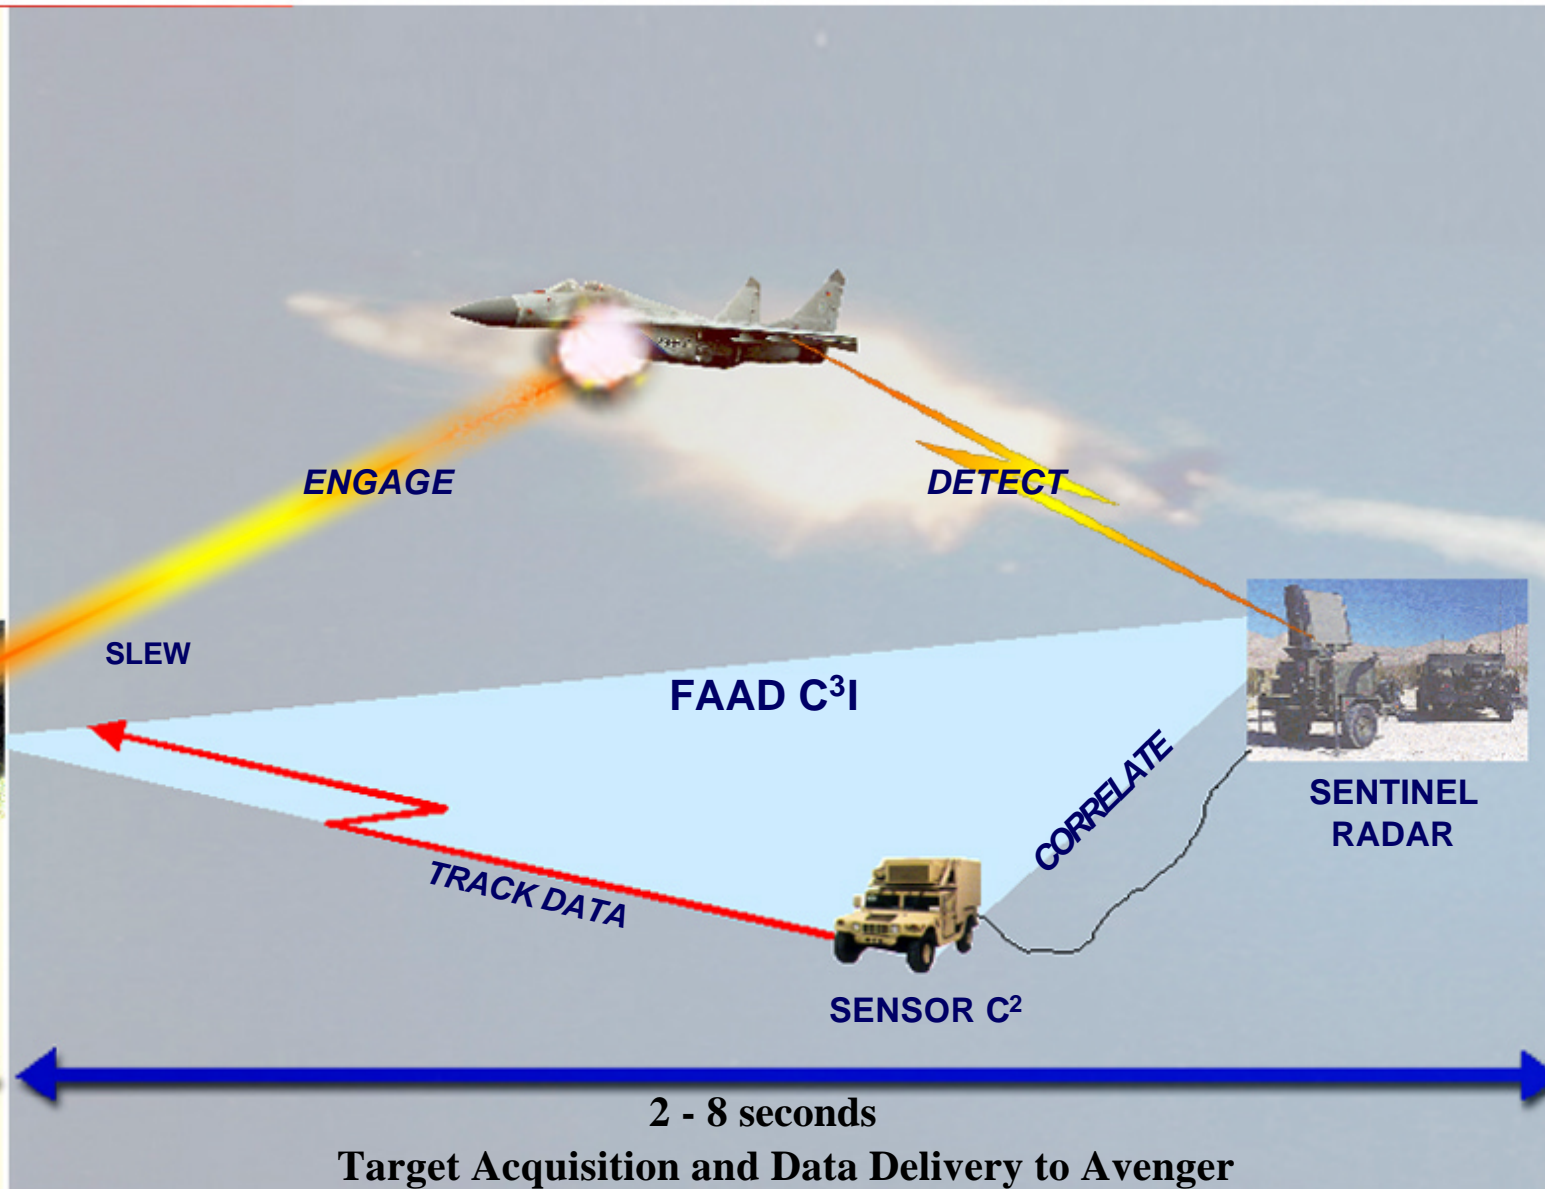 ENGAGE
DETECT
SLEW
FAAD C³I
CORRELATE
SENTINEL
RADAR
TRACK DATA
SENSOR C²
2 - 8 seconds
Target Acquisition and Data Delivery to Avenger